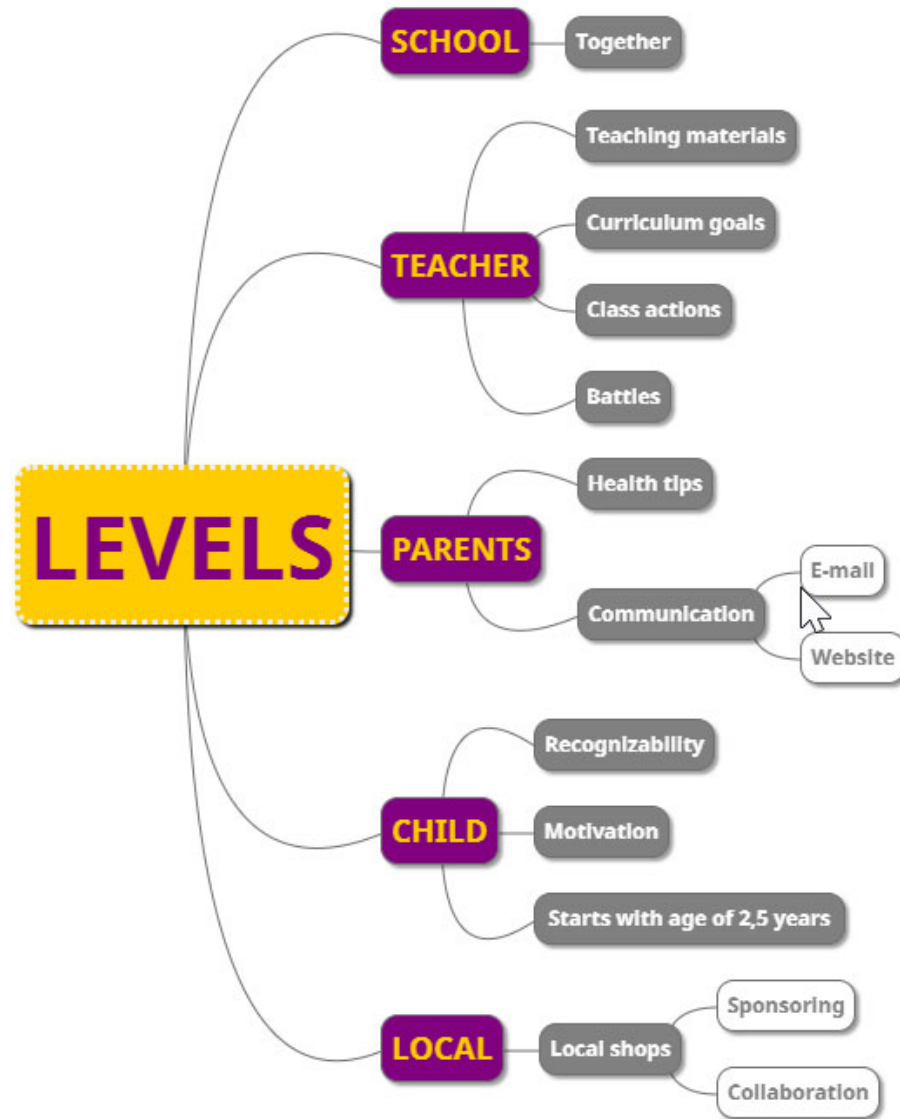 SCHOOL
Together
TEACHER
Teaching materials
Curriculum goals
Class actions
Battles
LEVELS
PARENTS
Health tips
Communication
E-mail
Website
CHILD
Recognizability
Motivation
Starts with age of 2,5 years
LOCAL
Local shops
Sponsoring
Collaboration